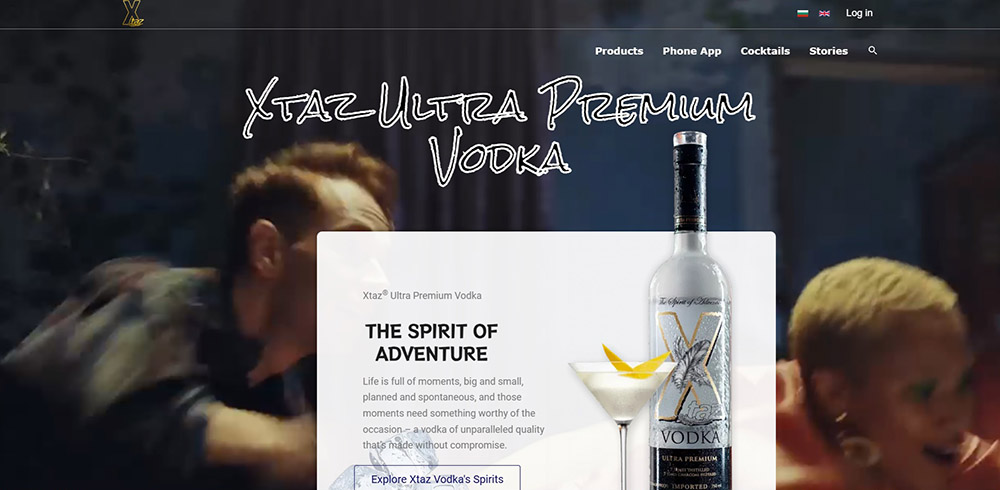 Xtaz
Log in
Products Phone App Cocktails Stories
Xtaz Ultra Premium
Vodka
Xtaz® Ultra Premium Vodka
THE SPIRIT OF
ADVENTURE
Life is full of moments, big and small,
planned and spontaneous, and those
moments need something worthy of the
occasion – a vodka of unparalleled quality
that's made without compromise.
Explore Xtaz Vodka's Spirits
The Spirit of Adventure
Xtaz
VODKA
ULTRA PREMIUM
IMPORTED